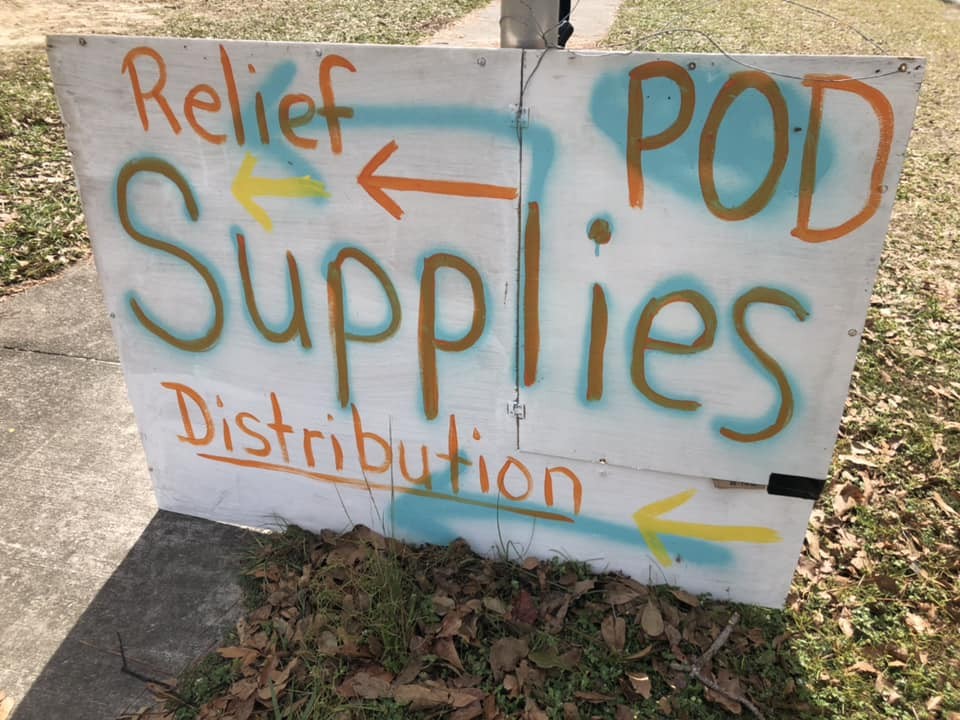 Relief POD
Supplies
Distribution